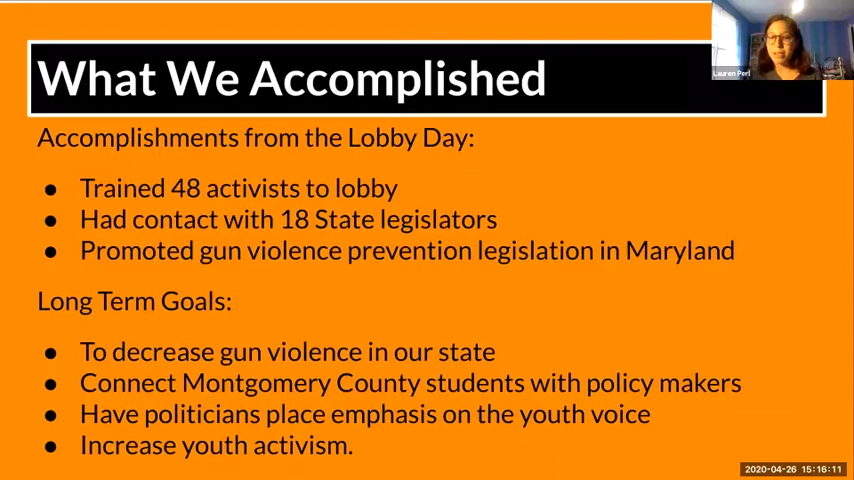 What We Accomplished
Lauren Perl
Accomplishments from the Lobby Day:
● Trained 48 activists to lobby
● Had contact with 18 State legislators
● Promoted gun violence prevention legislation in Maryland
Long Term Goals:
● To decrease gun violence in our state
● Connect Montgomery County students with policy makers
● Have politicians place emphasis on the youth voice
● Increase youth activism.
2020-04-26 15:16:11